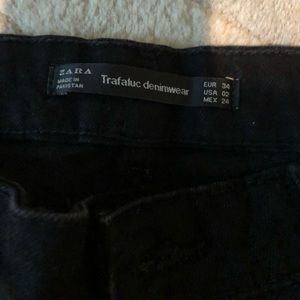 ZARA
MADE IN
PAKISTAN
Trafaluc denimwear
EUR 34
USA 02
MEX 24